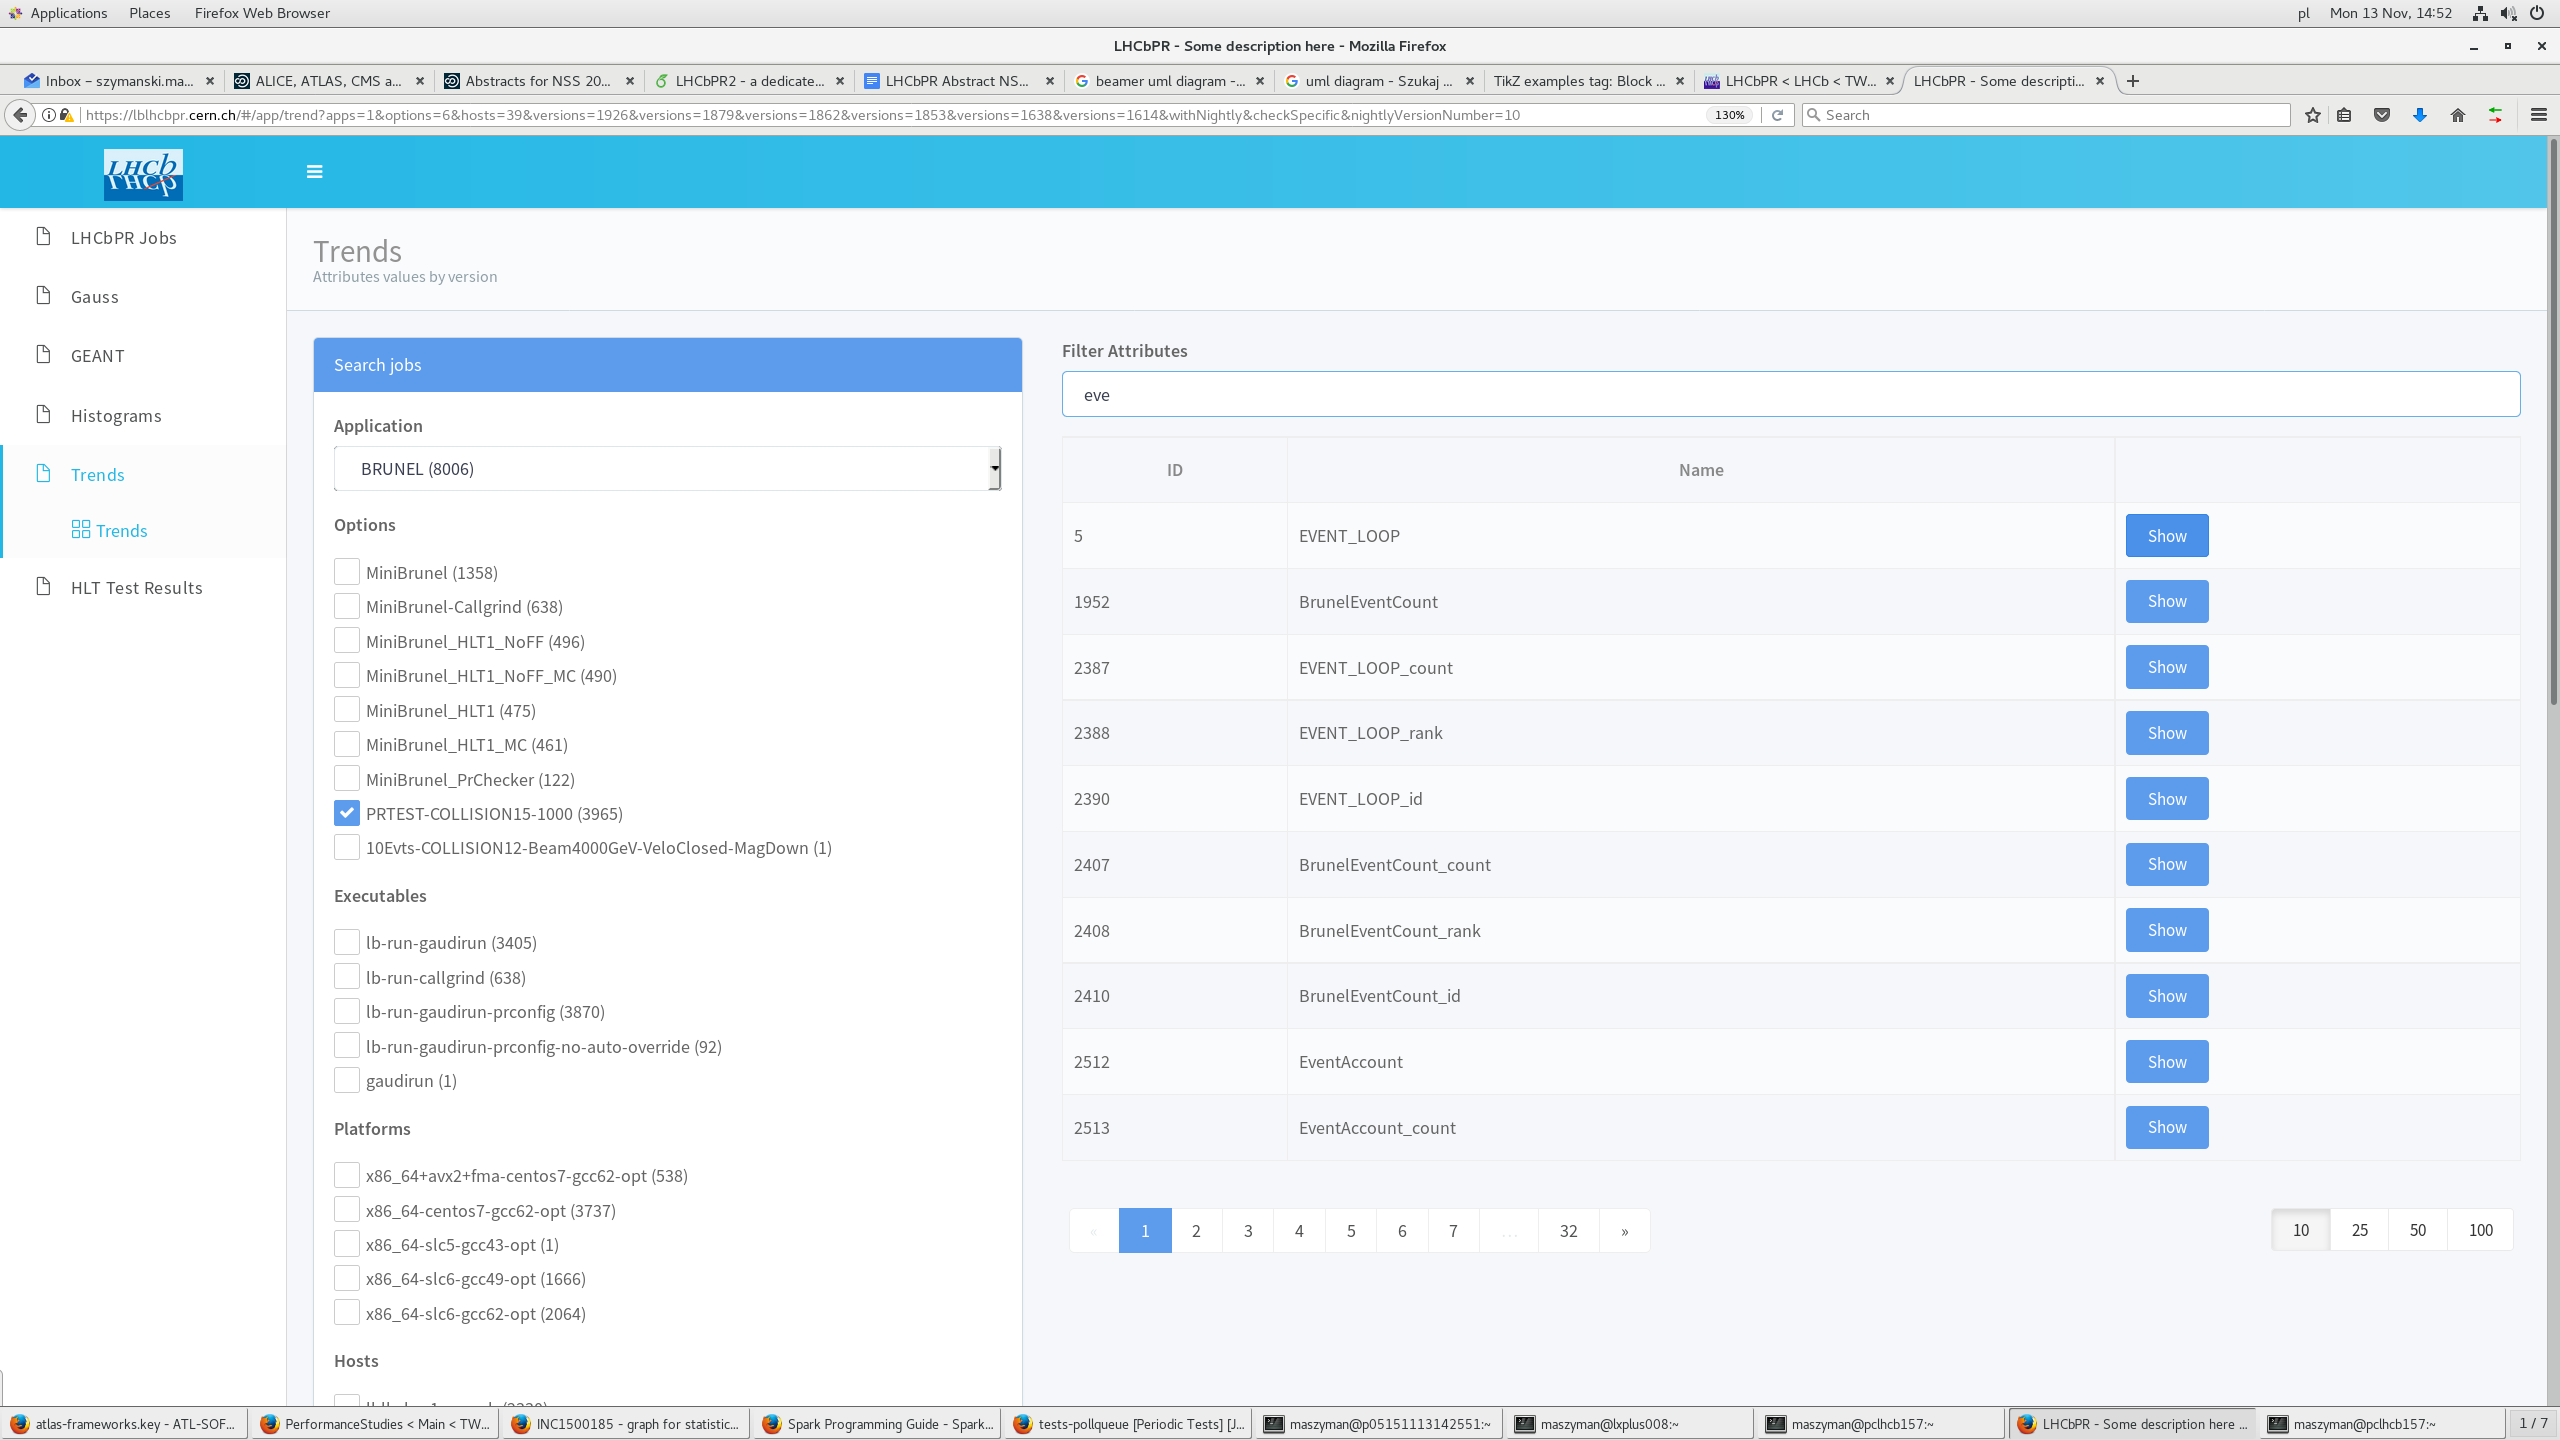 Applications Places Firefox Web Browser pl Mon 13 Nov, 14:52
LHCbPR - Some description here - Mozilla Firefox
Inbox – szymanski.ma... ALICE, ATLAS, CMS a... Abstracts for NSS 20... LHCbPR2 - a dedicate... LHCbPR Abstract NS... beamer uml diagram -... uml diagram - Szukaj ... TikZ examples tag: Block ... LHCbPR < LHCb < TW... LHCbPR - Some descripti...
https://lblhcbpr.cern.ch/#/app/trend?apps=1&options=6&hosts=39&versions=1926&versions=1879&versions=1862&versions=1853&versions=1638&versions=1614&withNightly&checkSpecific&nightlyVersionNumber=10 130% Search
LHCb
LHCbPR Jobs
Gauss
GEANT
Histograms
Trends
Trends
HLT Test Results
Trends
Attributes values by version
Search jobs
Application
BRUNEL (8006)
Options
MiniBrunel (1358)
MiniBrunel-Callgrind (638)
MiniBrunel_HLT1_NoFF (496)
MiniBrunel_HLT1_NoFF_MC (490)
MiniBrunel_HLT1 (475)
MiniBrunel_HLT1_MC (461)
MiniBrunel_PrChecker (122)
PRTEST-COLLISION15-1000 (3965)
10Evts-COLLISION12-Beam4000GeV-VeloClosed-MagDown (1)
Executables
lb-run-gaudirun (3405)
lb-run-callgrind (638)
lb-run-gaudirun-prconfig (3870)
lb-run-gaudirun-prconfig-no-auto-override (92)
gaudirun (1)
Platforms
x86_64+avx2+fma-centos7-gcc62-opt (538)
x86_64-centos7-gcc62-opt (3737)
x86_64-slc5-gcc43-opt (1)
x86_64-slc6-gcc49-opt (1666)
x86_64-slc6-gcc62-opt (2064)
Hosts
Filter Attributes
eve
ID Name
5 EVENT_LOOP Show
1952 BrunelEventCount Show
2387 EVENT_LOOP_count Show
2388 EVENT_LOOP_rank Show
2390 EVENT_LOOP_id Show
2407 BrunelEventCount_count Show
2408 BrunelEventCount_rank Show
2410 BrunelEventCount_id Show
2512 EventAccount Show
2513 EventAccount_count Show
« 1 2 3 4 5 6 7 ... 32 » 10 25 50 100
atlas-frameworks.key - ATL-SOF... PerformanceStudies < Main < TW... INC1500185 - graph for statistic... Spark Programming Guide - Spark... tests-pollqueue [Periodic Tests] [J... maszyman@p05151113142551:~ maszyman@lxplus008:~ maszyman@pclhcb157:~ LHCbPR - Some description here ... maszyman@pclhcb157:~ 1 / 7